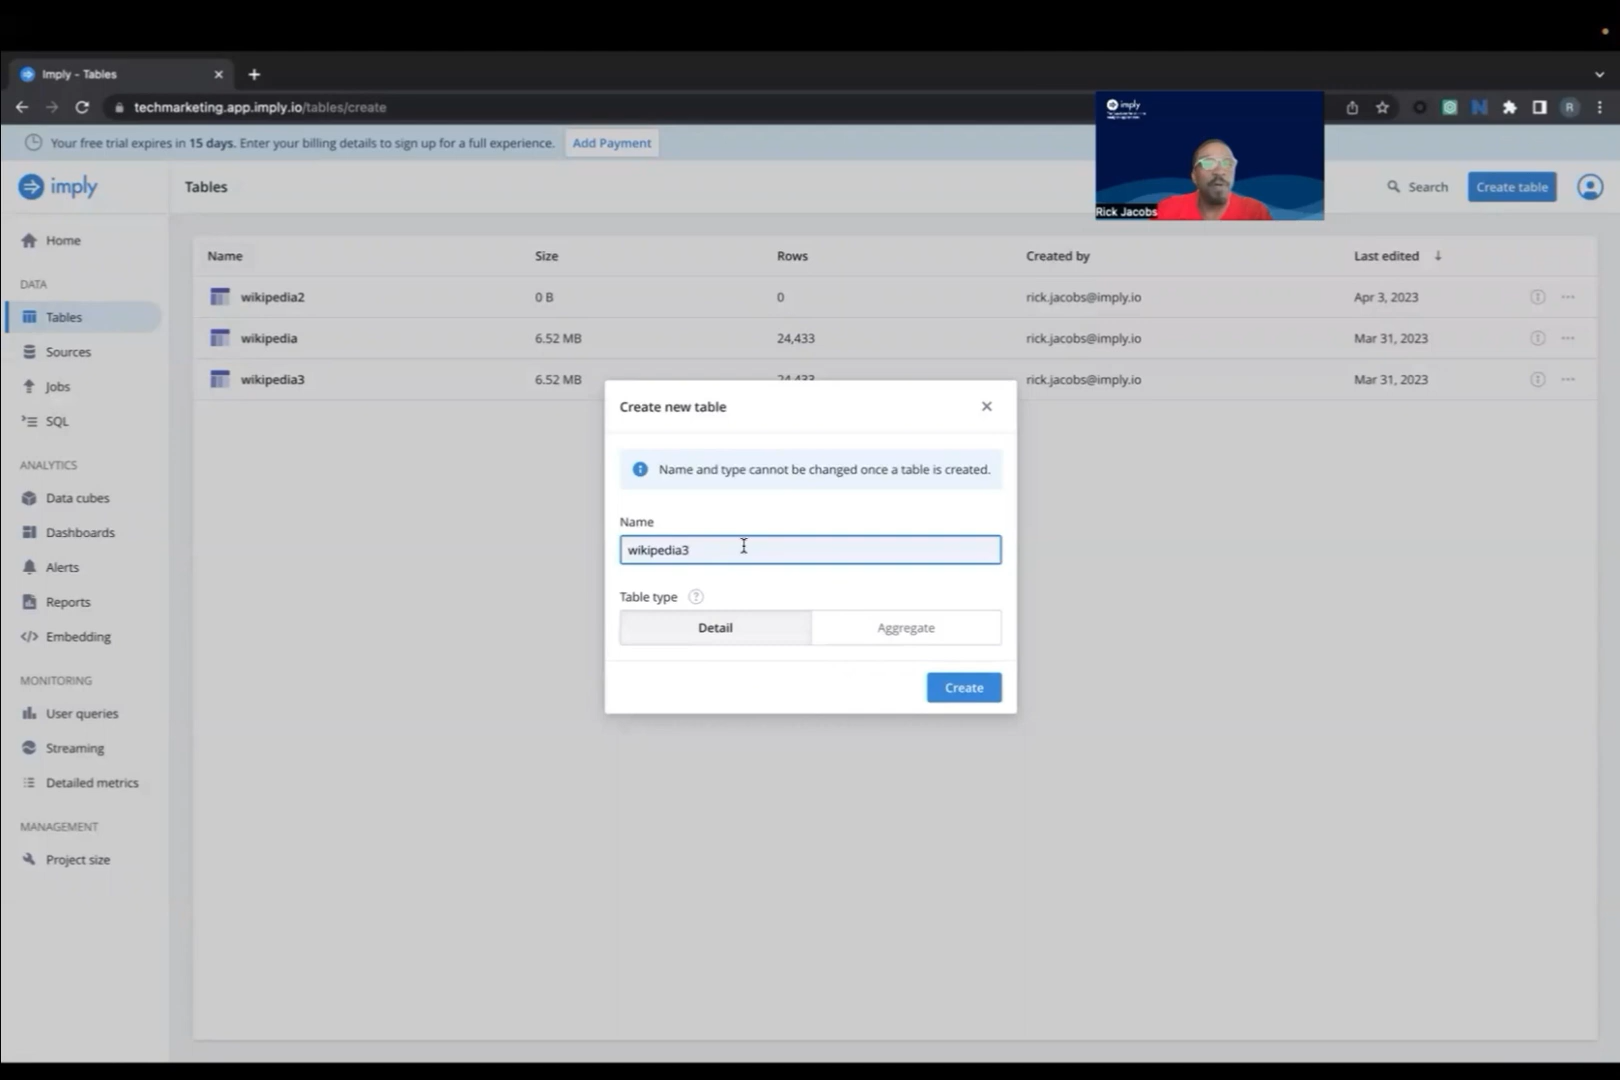 Imply - Tables
techmarketing.app.imply.io/tables/create
R
Your free trial expires in 15 days. Enter your billing details to sign up for a full experience.
Add Payment
imply
Rick Jacobs
imply
Tables
Search
Create table
Home
DATA
Tables
Sources
Jobs
SQL
ANALYTICS
Data cubes
Dashboards
Alerts
Reports
Embedding
MONITORING
User queries
Streaming
Detailed metrics
MANAGEMENT
Project size
Name Size Rows Created by Last edited
wikipedia2 0 B 0 rick.jacobs@imply.io Apr 3, 2023
wikipedia 6.52 MB 24,433 rick.jacobs@imply.io Mar 31, 2023
wikipedia3 6.52 MB 24,433 rick.jacobs@imply.io Mar 31, 2023
Create new table
Name and type cannot be changed once a table is created.
Name
wikipedia3
Table type ?
Detail
Aggregate
Create